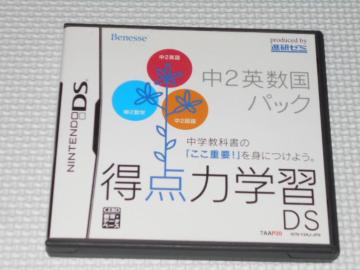 Benesse
produced by
進研ゼミ
中2英数国
パック
中2英語
中2数学
中2国語
中学教科書の
「ここ重要!」を身につけよう。
得点力学習
DS
NINTENDO DS
TAAP20